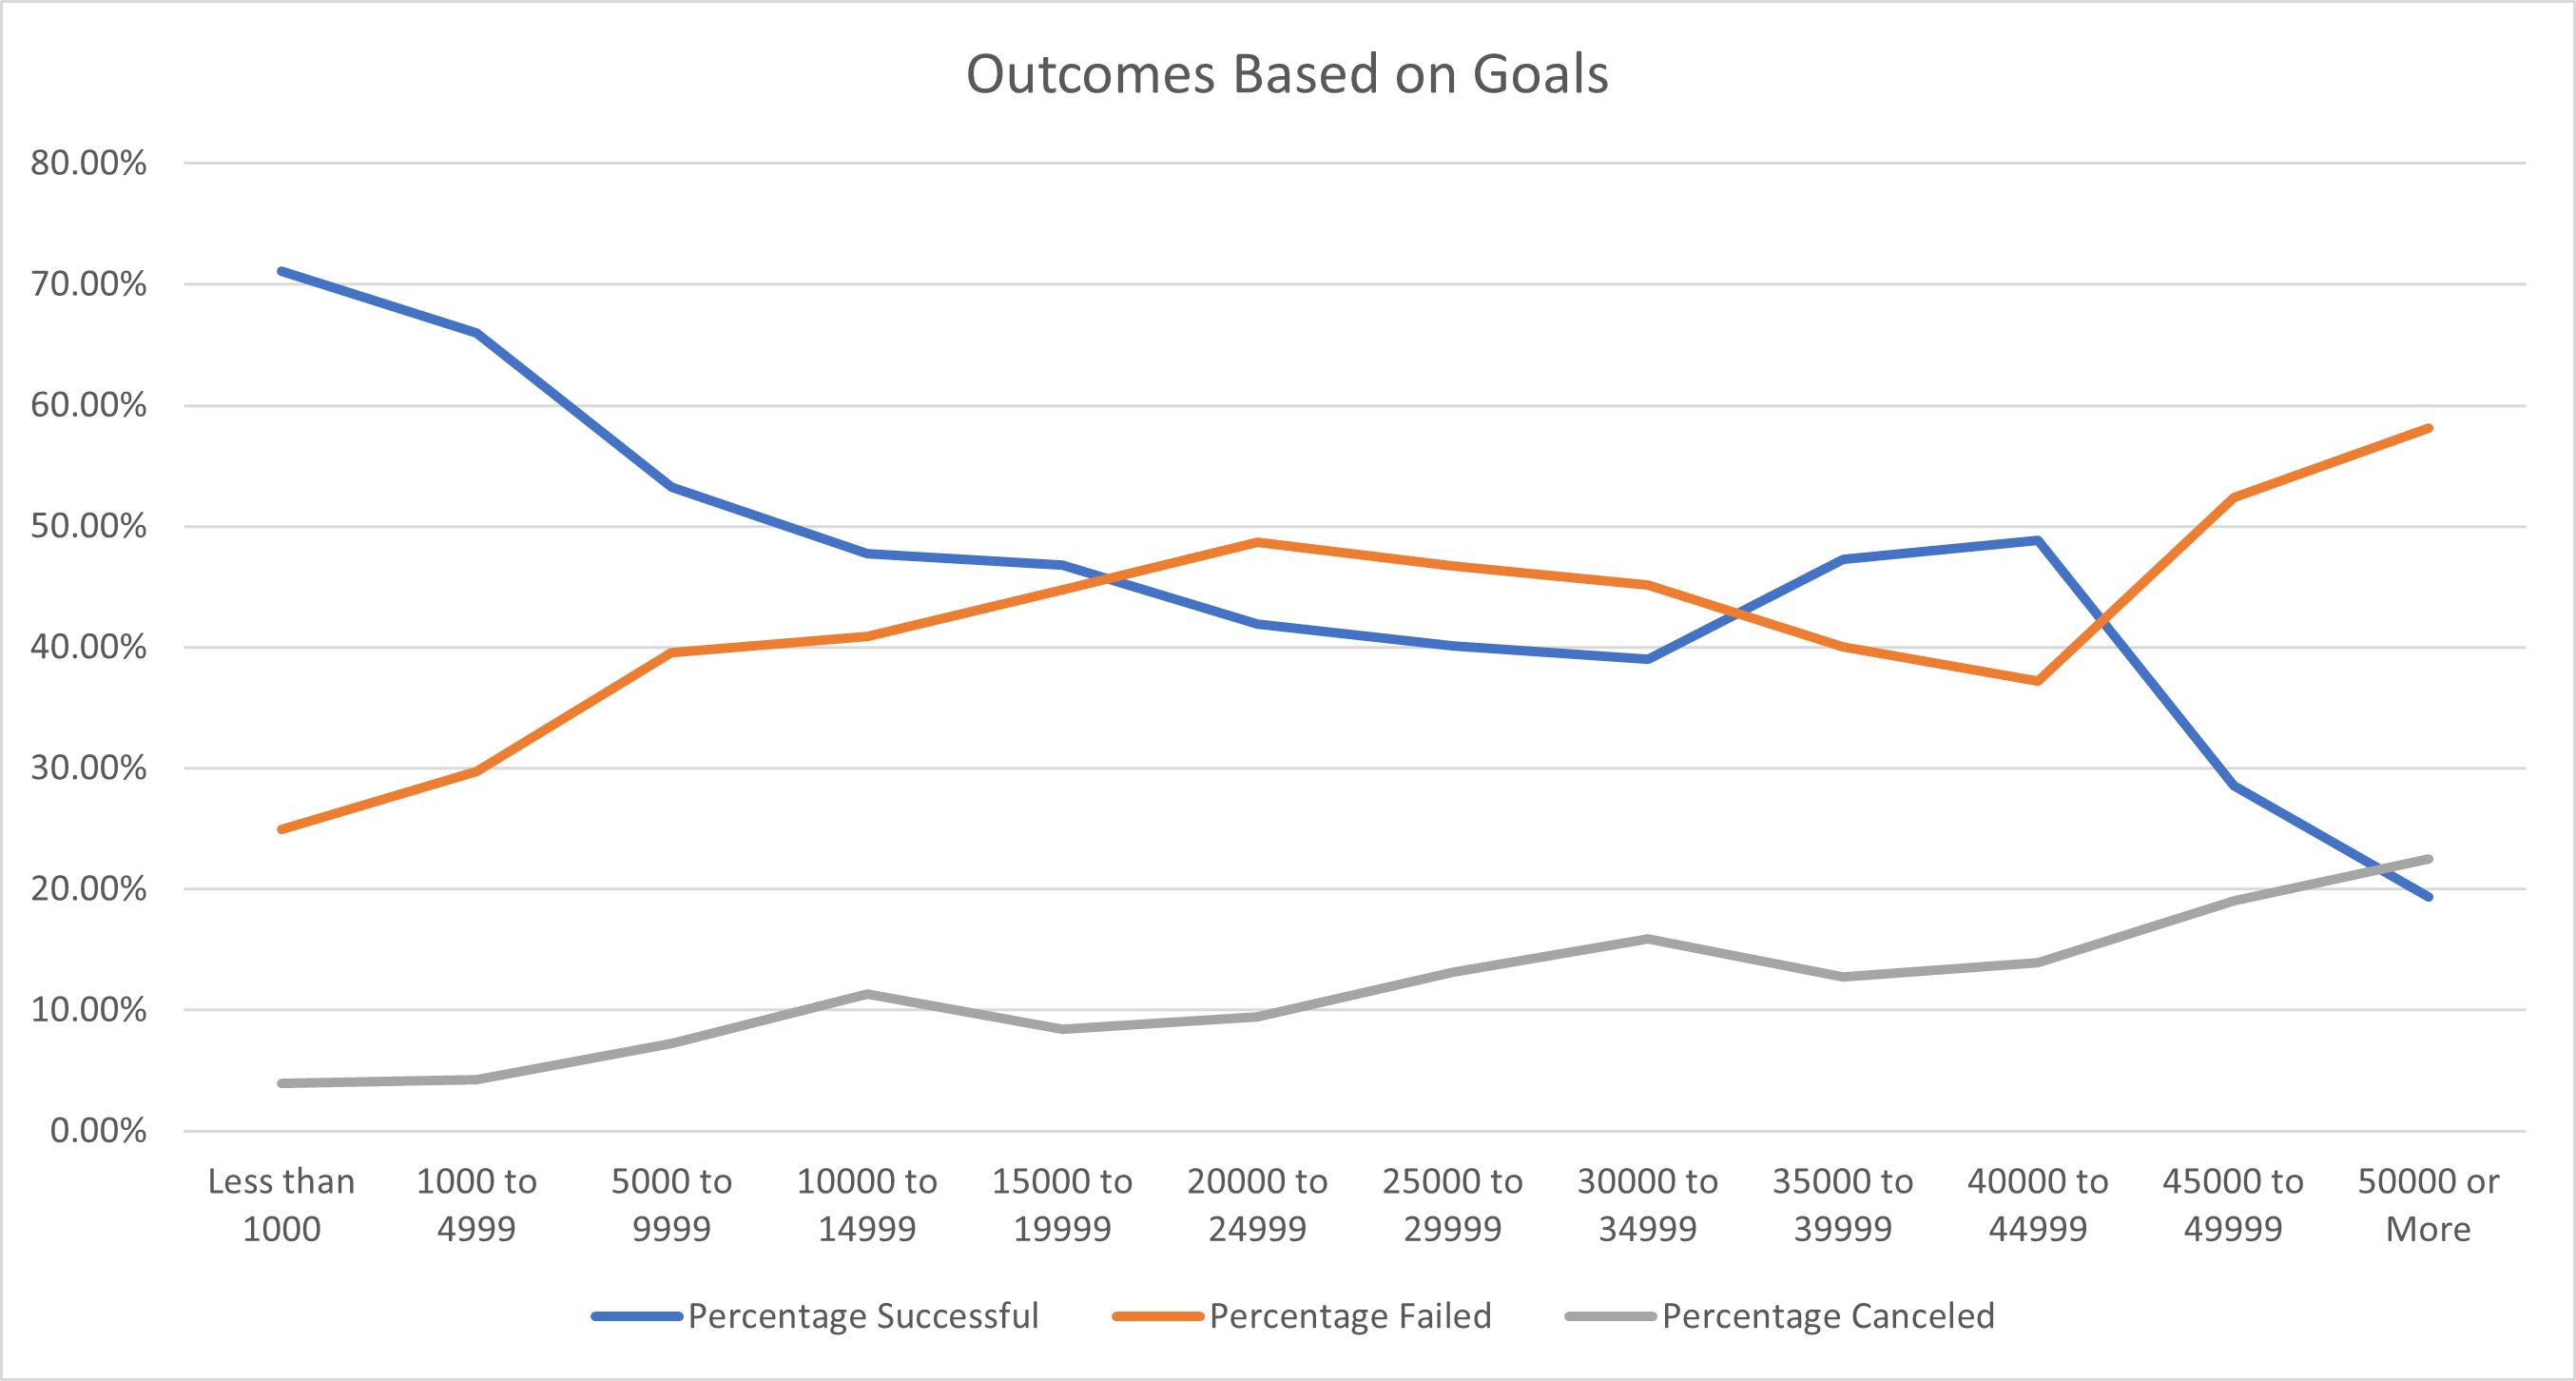 Outcomes Based on Goals
80.00%
70.00%
60.00%
50.00%
40.00%
30.00%
20.00%
10.00%
0.00%
Less than
1000
1000 to
4999
5000 to
9999
10000 to
14999
15000 to
19999
20000 to
24999
25000 to
29999
30000 to
34999
35000 to
39999
40000 to
44999
45000 to
49999
50000 or
More
Percentage Successful
Percentage Failed
Percentage Canceled